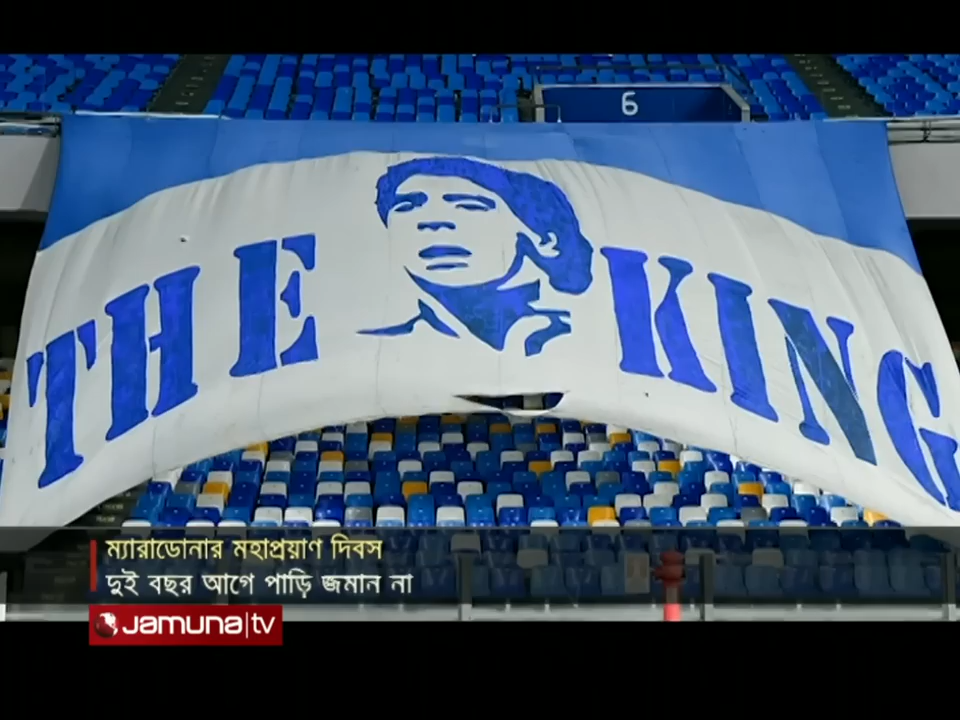 6
THE KING
ম্যারাডোনার মহাপ্রয়াণ দিবস
দুই বছর আগে পাড়ি জমান না
Jamuna|tv